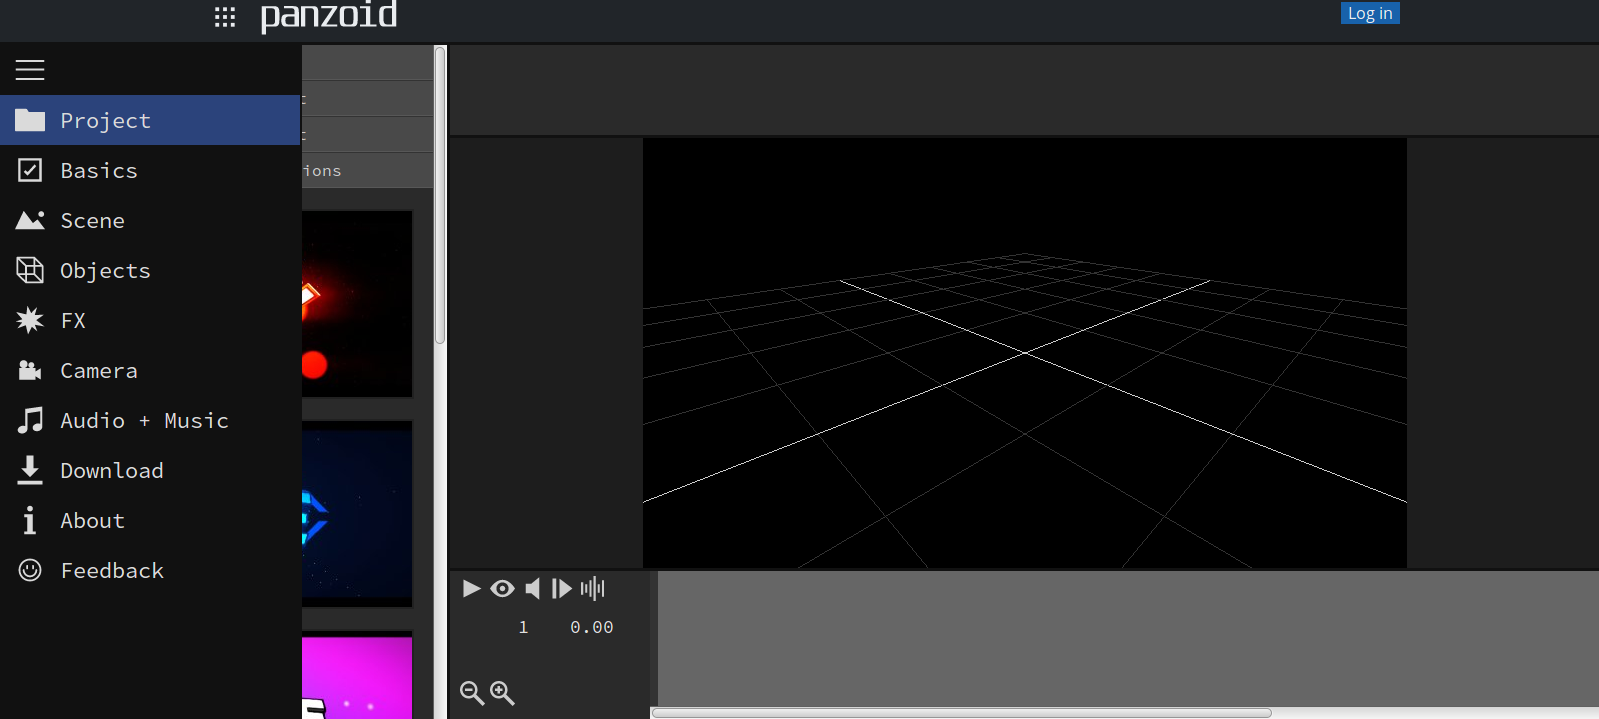 panzoid
Log in
Project
Basics
ions
Scene
Objects
FX
Camera
Audio + Music
Download
About
Feedback
1 0.00